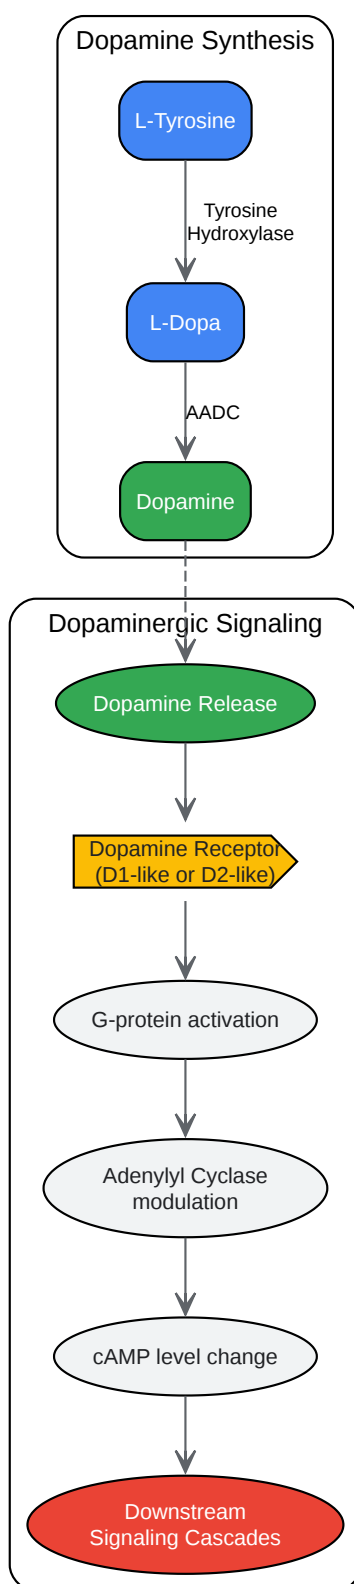 Dopamine Synthesis
L-Tyrosine
Tyrosine
Hydroxylase
L-Dopa
AADC
Dopamine
Dopaminergic Signaling
Dopamine Release
Dopamine Receptor
(D1-like or D2-like)
G-protein activation
Adenylyl Cyclase
modulation
cAMP level change
Downstream
Signaling Cascades